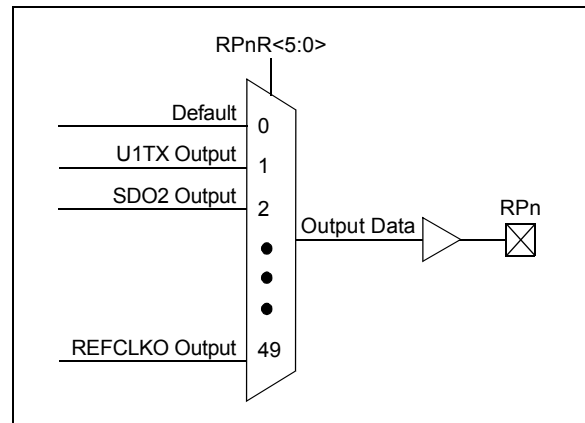 RPnR<5:0>
Default
0
U1TX Output
1
SDO2 Output
2
Output Data
RPn
REFCLKO Output
49